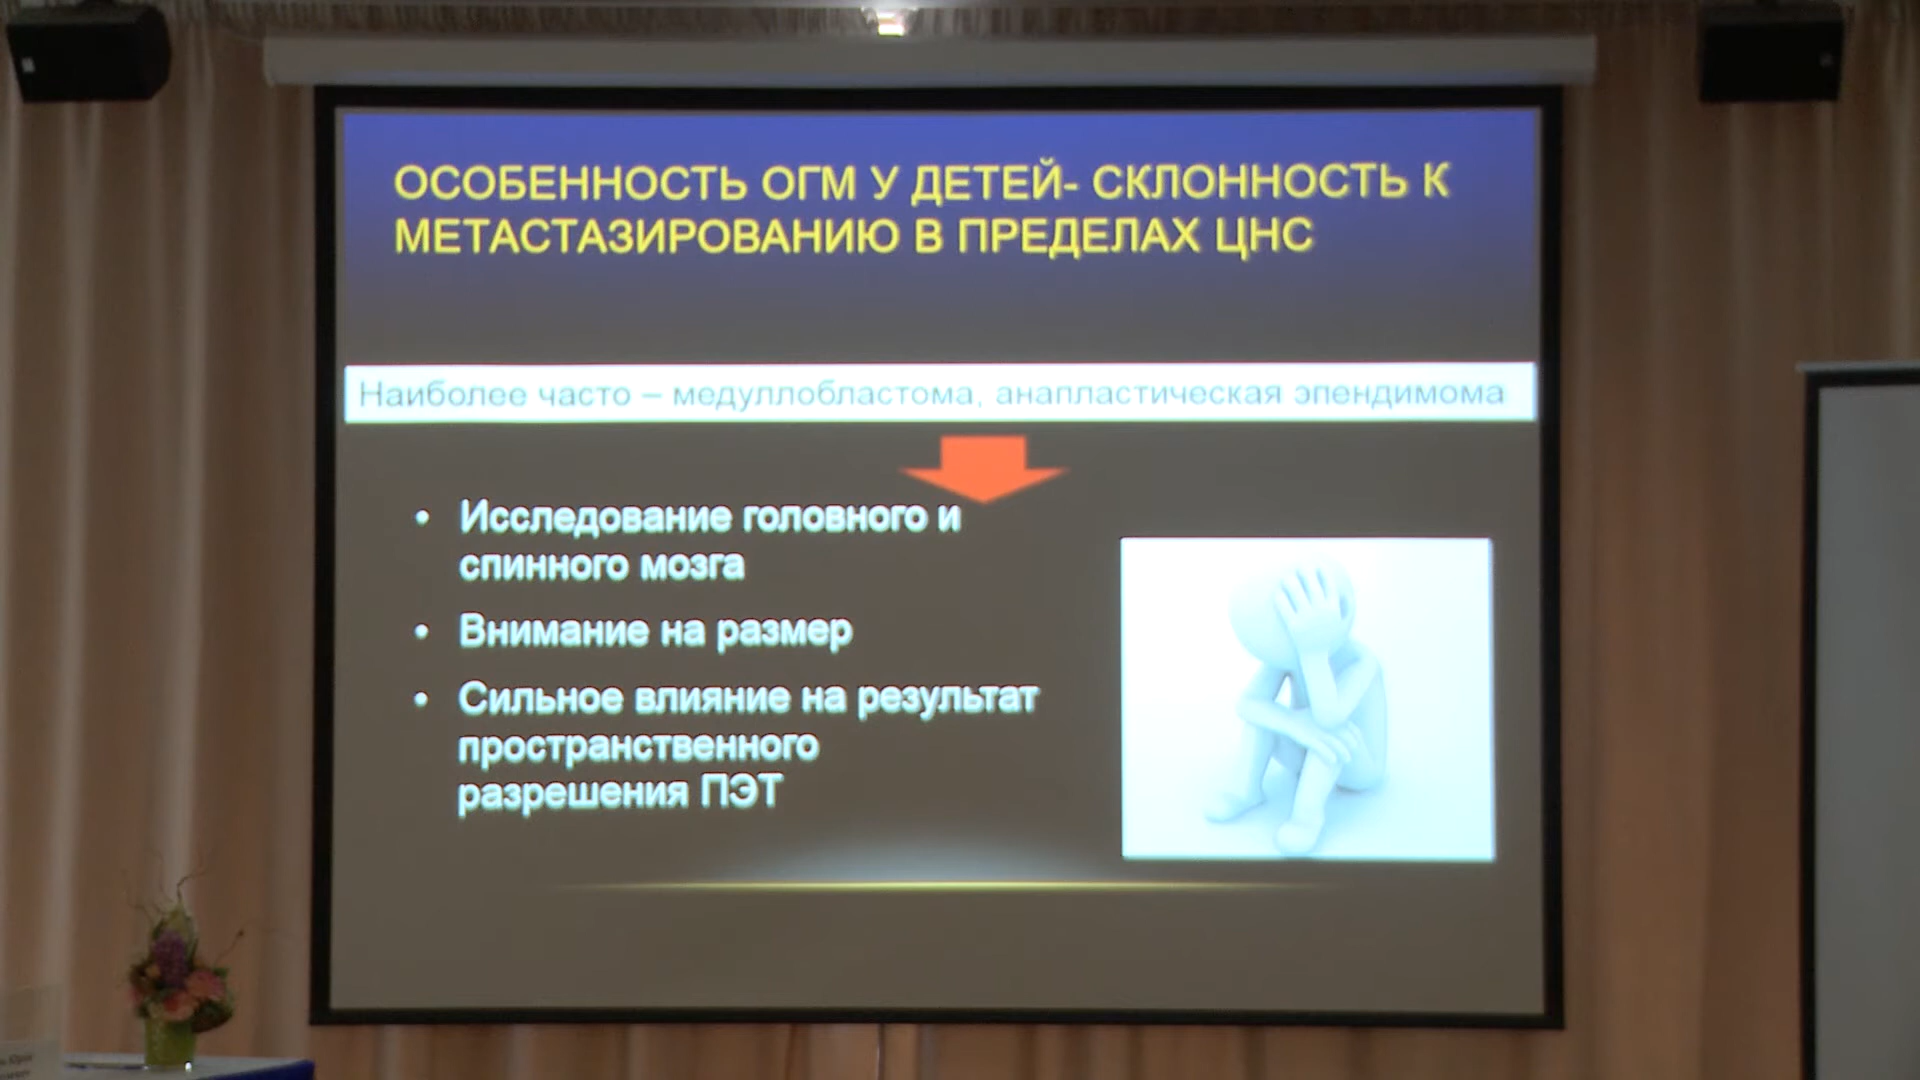 ОСОБЕННОСТЬ ОГМ У ДЕТЕЙ- СКЛОННОСТЬ К
МЕТАСТАЗИРОВАНИЮ В ПРЕДЕЛАХ ЦНС
Наиболее часто – медуллобластома, анапластическая эпендимома
• Исследование головного и
спинного мозга
• Внимание на размер
• Сильное влияние на результат
пространственного
разрешения ПЭТ